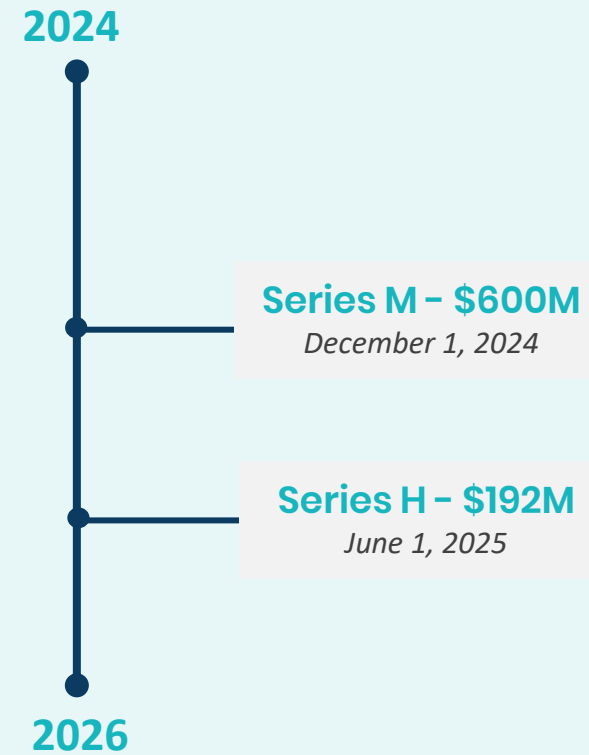 2024
Series M - $600M
December 1, 2024
Series H - $192M
June 1, 2025
2026